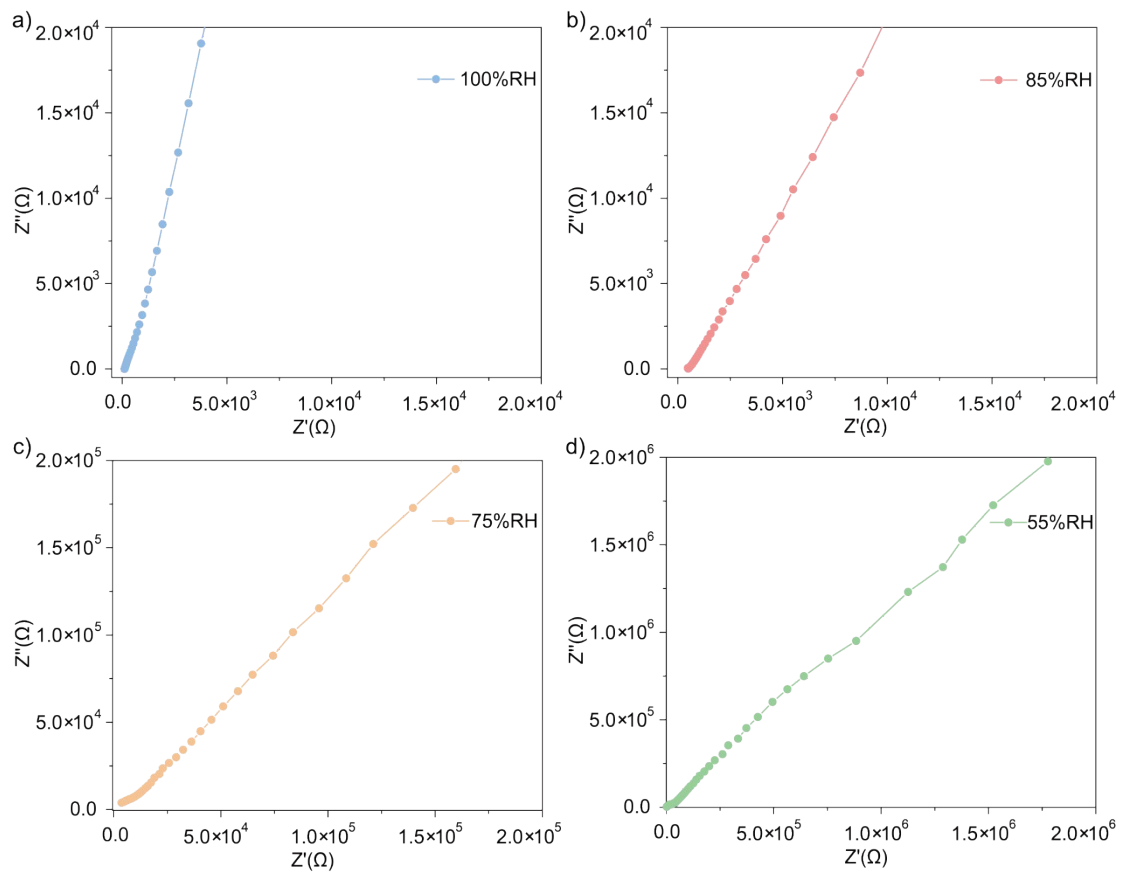 a)
2.0×10⁴
1.5×10⁴
1.0×10⁴
5.0×10³
0.0
Z''(Ω)
100%RH
0.0
5.0×10³
1.0×10⁴
1.5×10⁴
2.0×10⁴
Z'(Ω)
b)
2.0×10⁴
1.5×10⁴
1.0×10⁴
5.0×10³
0.0
Z''(Ω)
85%RH
0.0
5.0×10³
1.0×10⁴
1.5×10⁴
2.0×10⁴
Z'(Ω)
c)
2.0×10⁵
1.5×10⁵
1.0×10⁵
5.0×10⁴
0.0
Z''(Ω)
75%RH
0.0
5.0×10⁴
1.0×10⁵
1.5×10⁵
2.0×10⁵
Z'(Ω)
d)
2.0×10⁶
1.5×10⁶
1.0×10⁶
5.0×10⁵
0.0
Z''(Ω)
55%RH
0.0
5.0×10⁵
1.0×10⁶
1.5×10⁶
2.0×10⁶
Z'(Ω)